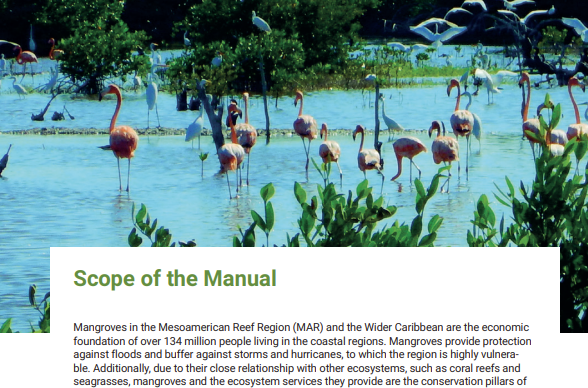 Scope of the Manual
Mangroves in the Mesoamerican Reef Region (MAR) and the Wider Caribbean are the economic
foundation of over 134 million people living in the coastal regions. Mangroves provide protection
against floods and buffer against storms and hurricanes, to which the region is highly vulnera-
ble. Additionally, due to their close relationship with other ecosystems, such as coral reefs and
seagrasses, mangroves and the ecosystem services they provide are the conservation pillars of